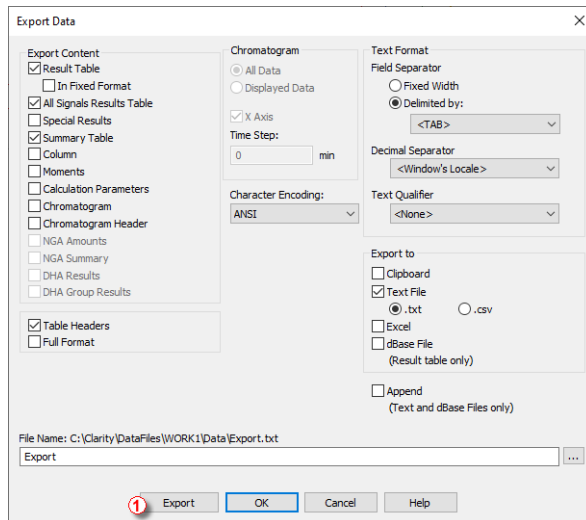 Export Data
Export Content
Result Table
In Fixed Format
All Signals Results Table
Special Results
Summary Table
Column
Moments
Calculation Parameters
Chromatogram
Chromatogram Header
NGA Amounts
NGA Summary
DHA Results
DHA Group Results
Table Headers
Full Format
Chromatogram
All Data
Displayed Data
X Axis
Time Step:
0 min
Character Encoding:
ANSI
Text Format
Field Separator
Fixed Width
Delimited by:
<TAB>
Decimal Separator
<Window's Locale>
Text Qualifier
<None>
Export to
Clipboard
Text File
.txt .csv
Excel
dBase File
(Result table only)
Append
(Text and dBase Files only)
File Name: C:\Clarity\DataFiles\WORK1\Data\Export.txt
Export
...
1 Export OK Cancel Help